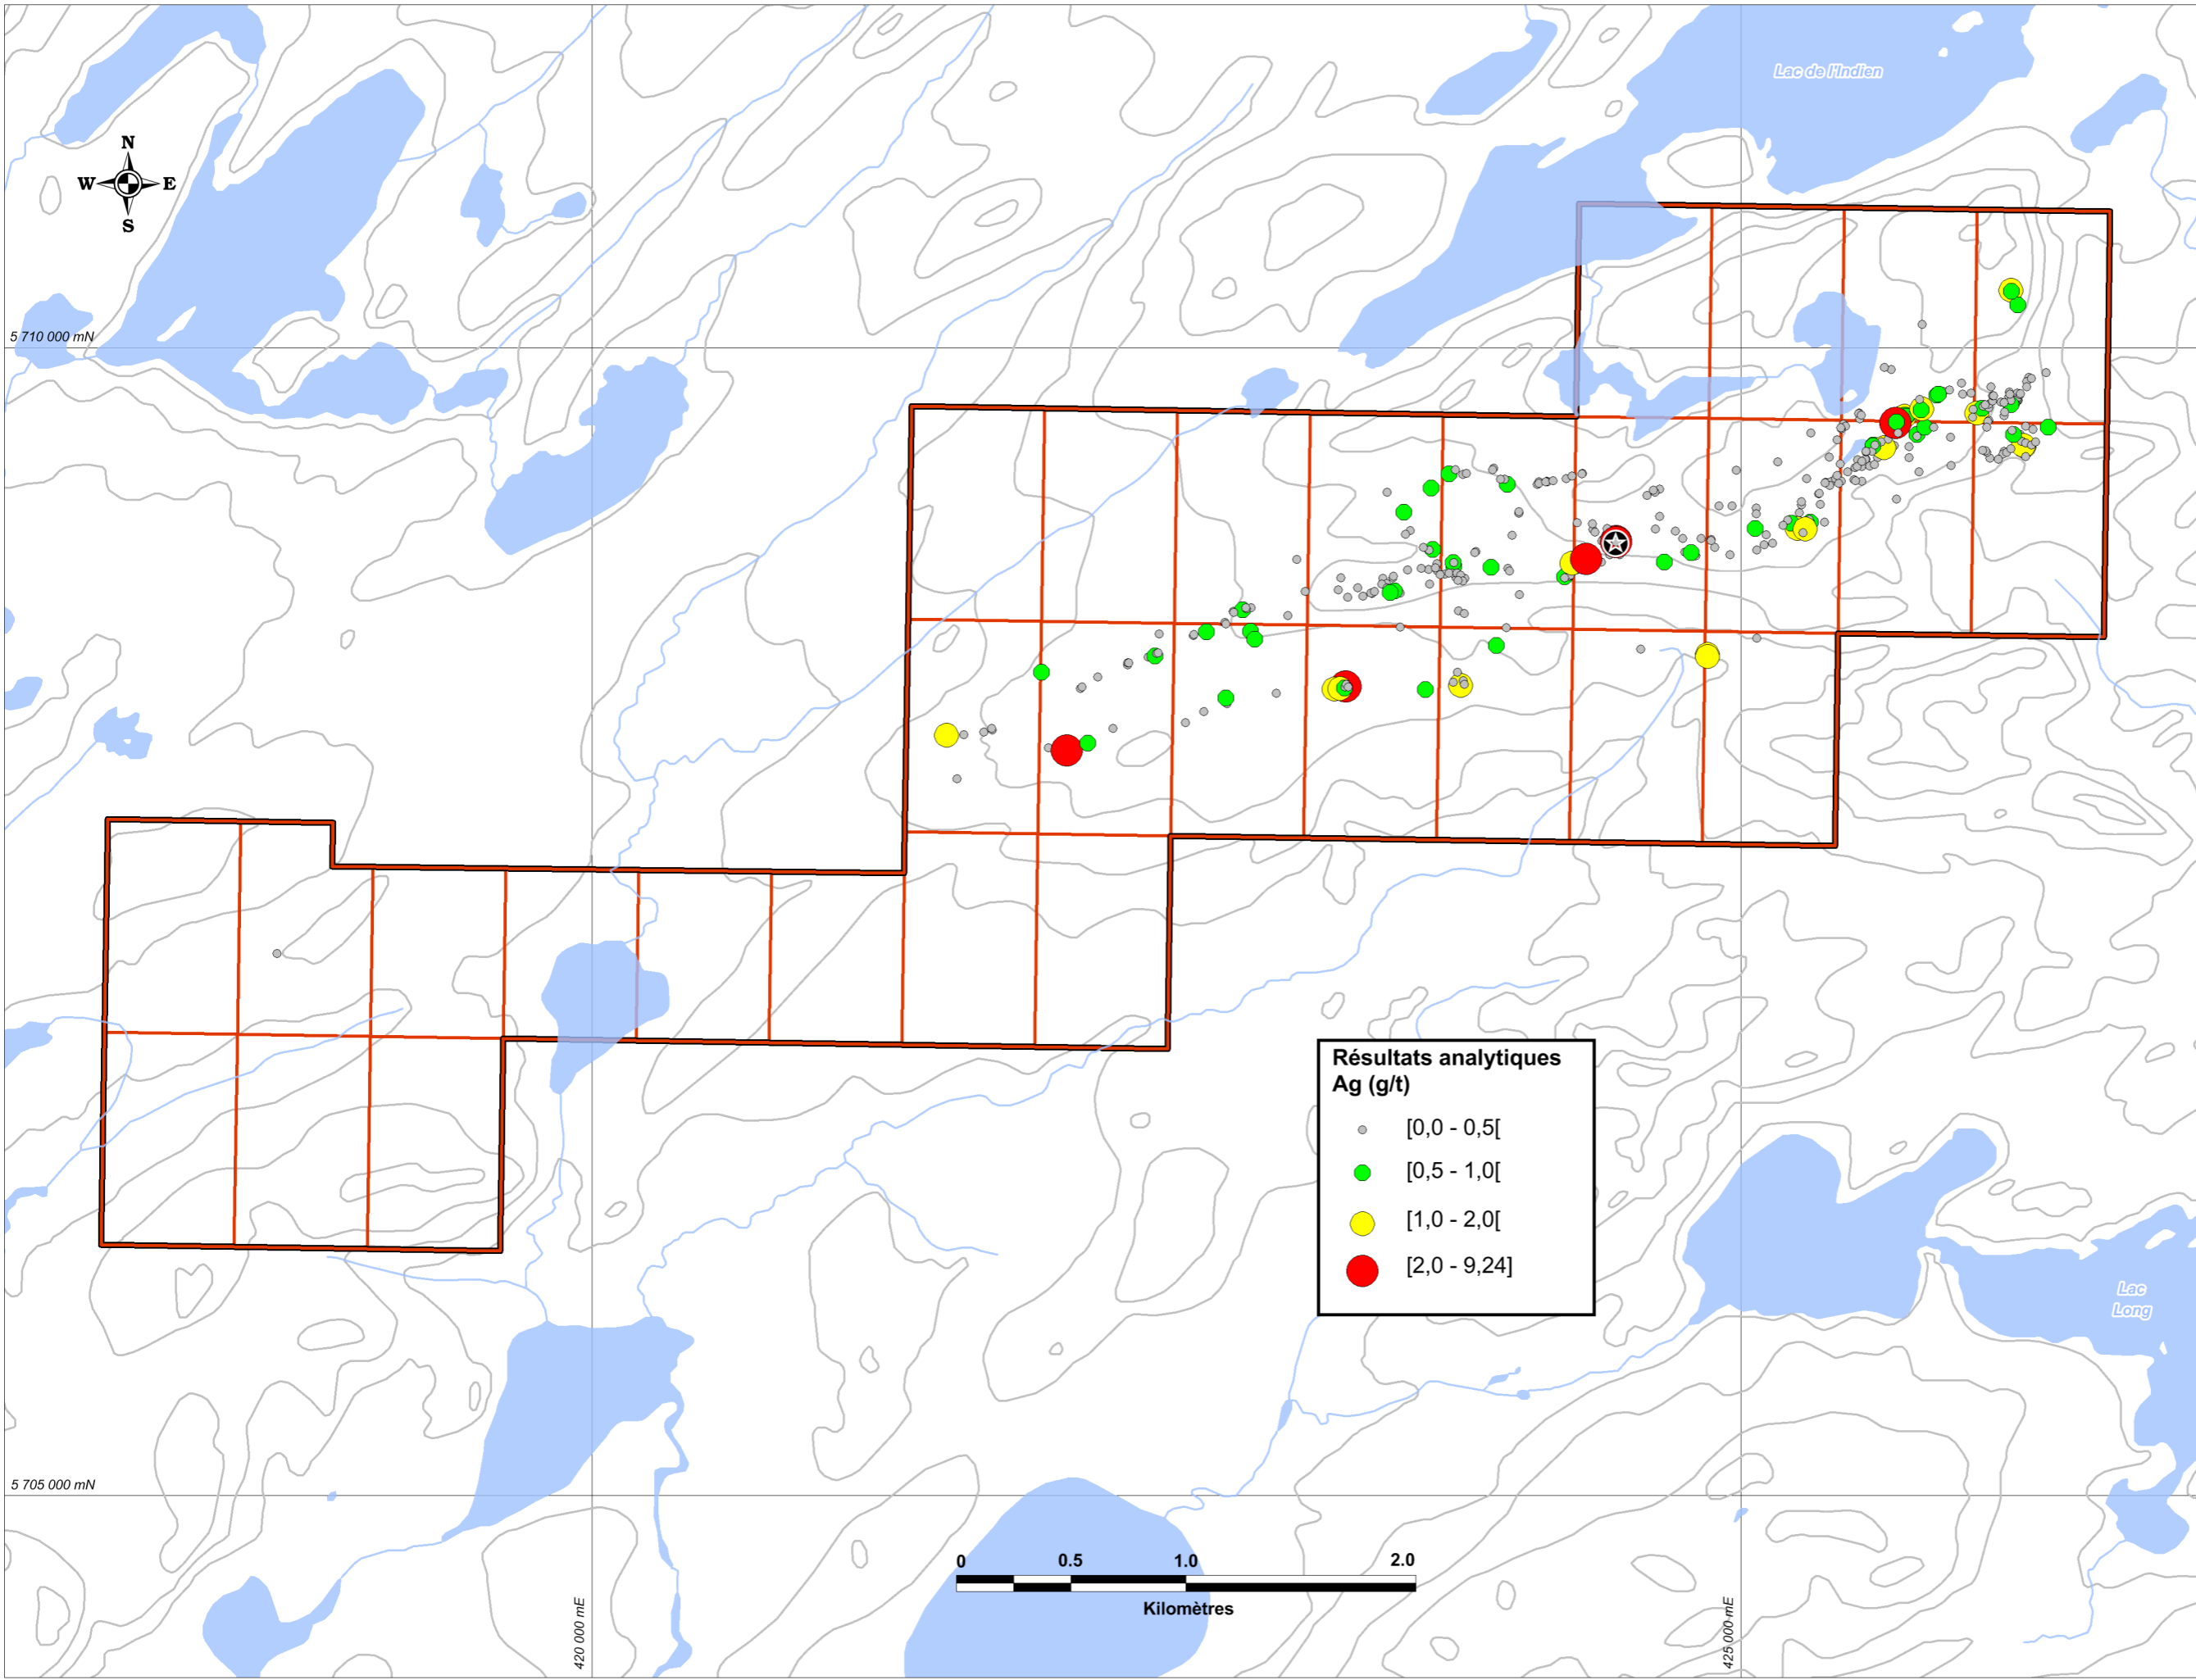 Lac de l'Indien
N
W E
S
5 710 000 mN
Résultats analytiques
Ag (g/t)
[0,0 - 0,5[
[0,5 - 1,0[
[1,0 - 2,0[
[2,0 - 9,24]
Lac
Long
5 705 000 mN
0 0.5 1.0 2.0
Kilomètres
420 000 mE
425 000 mE